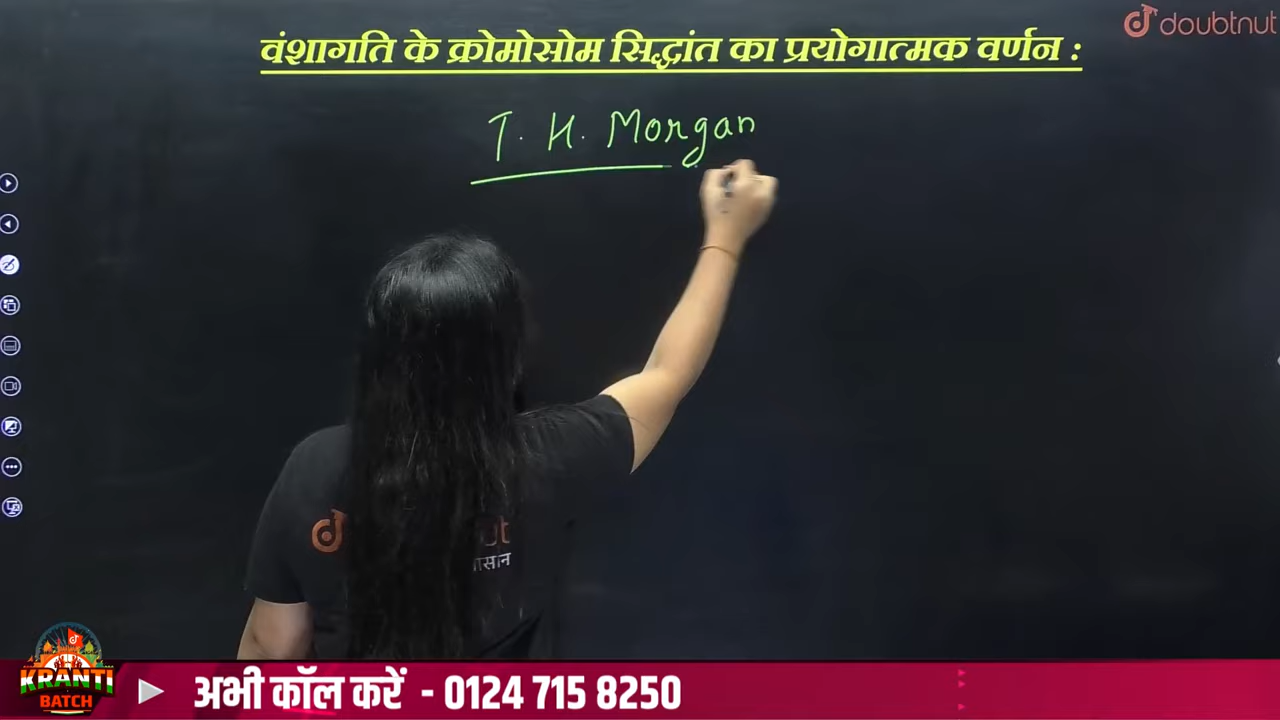 वंशागति के क्रोमोसोम सिद्धांत का प्रयोगात्मक वर्णन :
doubtnut
T. H. Morgan
KRANTI
BATCH
अभी कॉल करें - 0124 715 8250